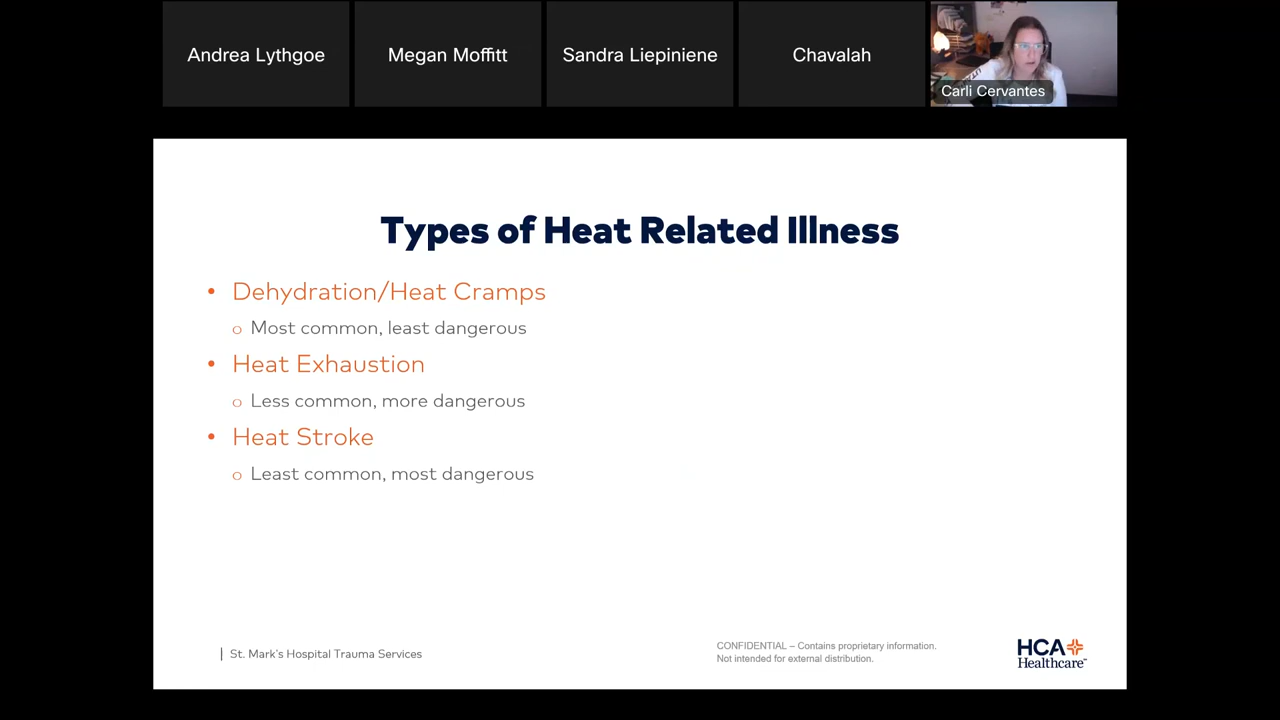 Andrea Lythgoe
Megan Moffitt
Sandra Liepiniene
Chavalah
Carli Cervantes
Types of Heat Related Illness
• Dehydration/Heat Cramps
o Most common, least dangerous
• Heat Exhaustion
o Less common, more dangerous
• Heat Stroke
o Least common, most dangerous
| St. Mark's Hospital Trauma Services
CONFIDENTIAL – Contains proprietary information.
Not intended for external distribution.
HCA
Healthcare™